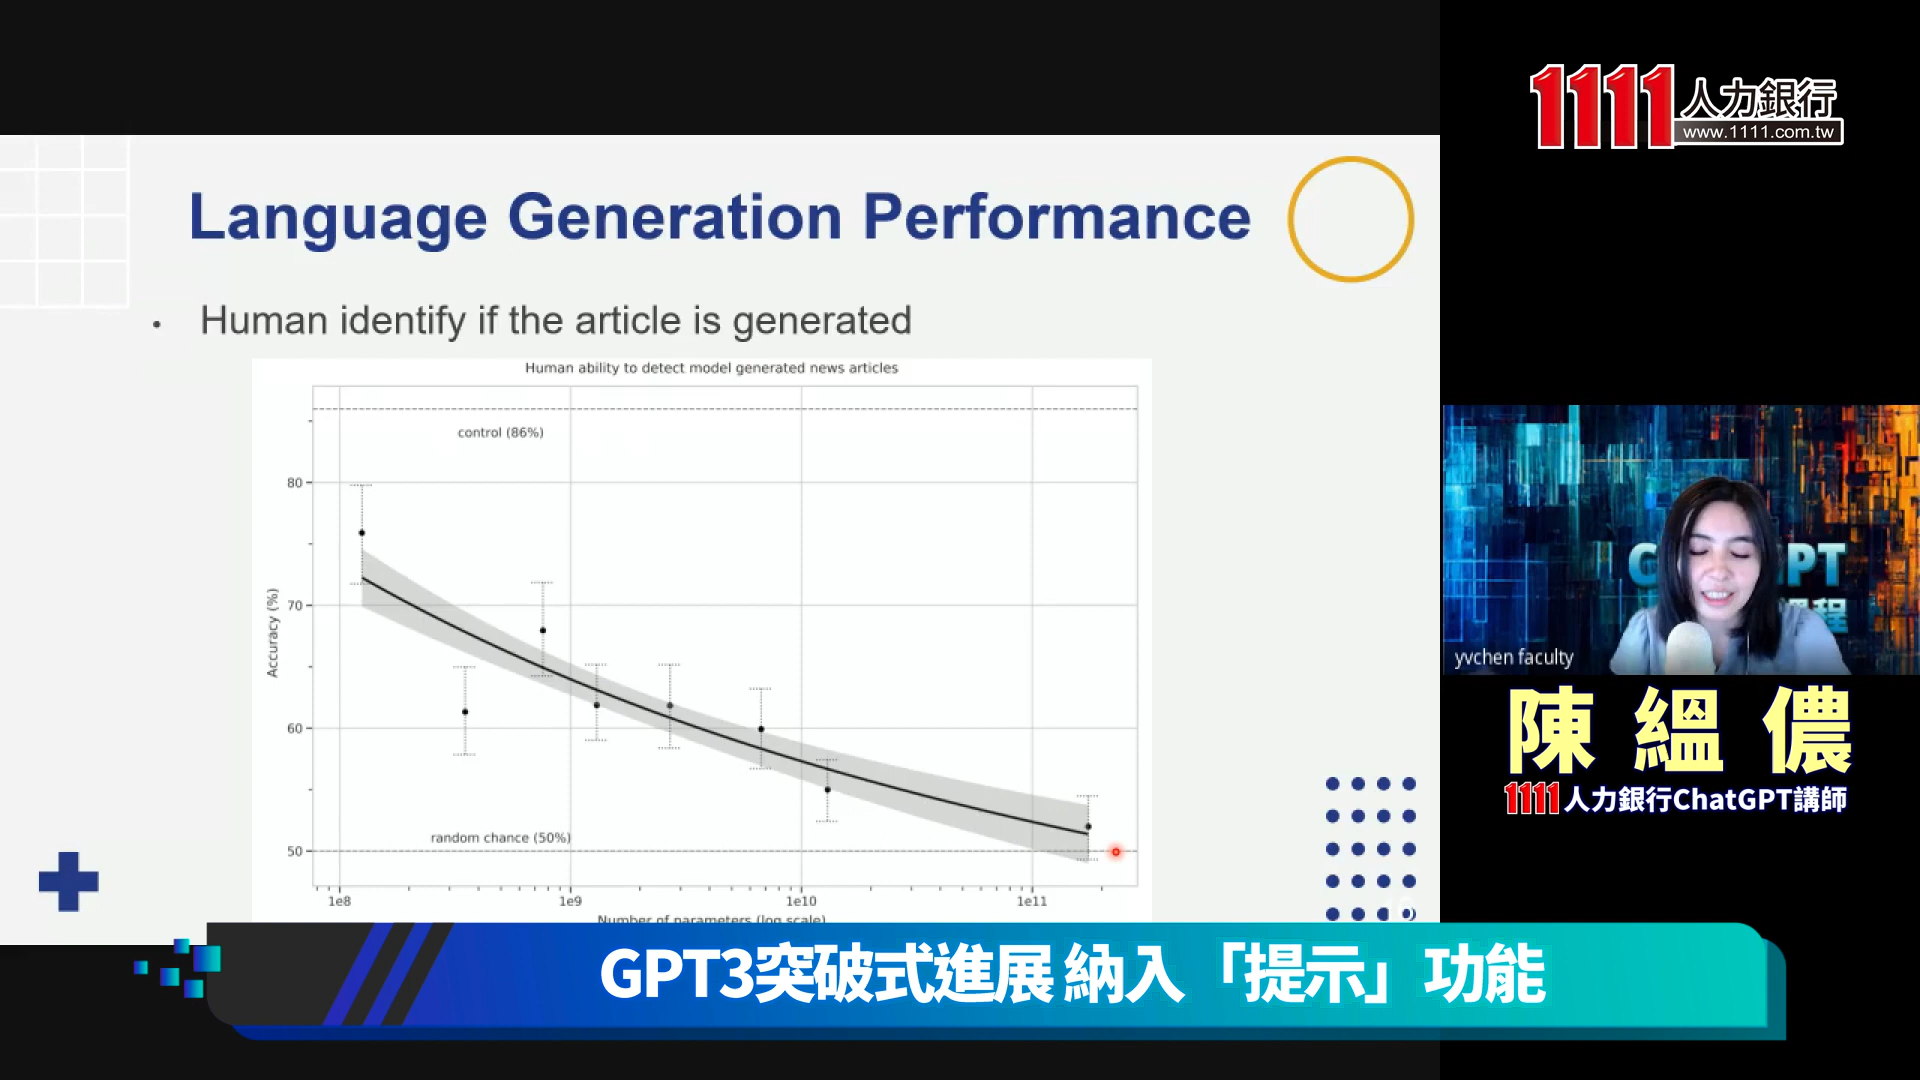 1111人力銀行
www.1111.com.tw
Language Generation Performance
• Human identify if the article is generated
Human ability to detect model generated news articles
control (86%)
80
70
60
50
Accuracy (%)
random chance (50%)
1e8 1e9 1e10 1e11
Number of parameters (log scale)
yvchen faculty
陳縕儂
1111人力銀行ChatGPT講師
GPT3突破式進展 納入「提示」功能